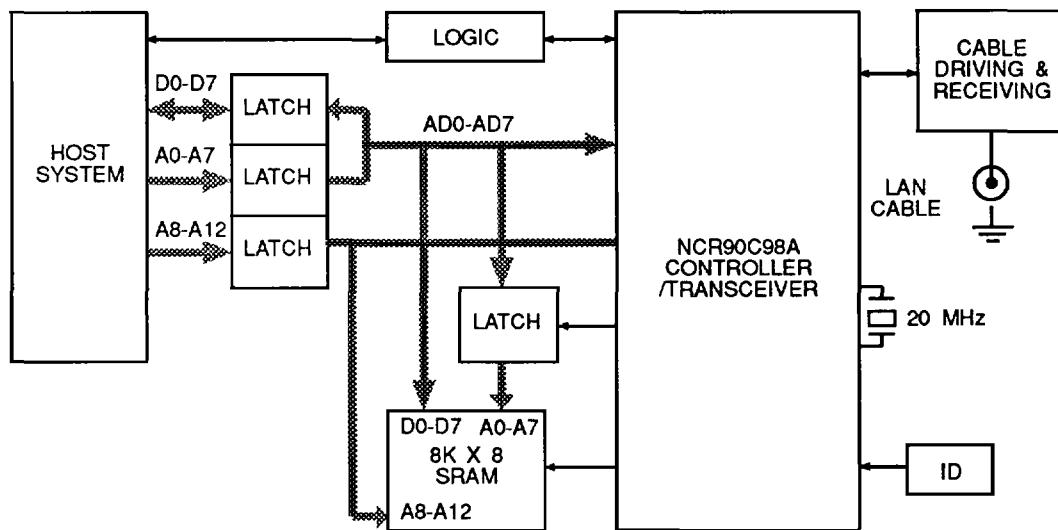 LOGIC
CABLE
DRIVING &
RECEIVING
D0-D7
LATCH
AD0-AD7
HOST
SYSTEM
A0-A7
LATCH
LAN
CABLE
A8-A12
LATCH
NCR90C98A
CONTROLLER
/TRANSCEIVER
LATCH
20 MHz
D0-D7 A0-A7
8K X 8
SRAM
ID
A8-A12